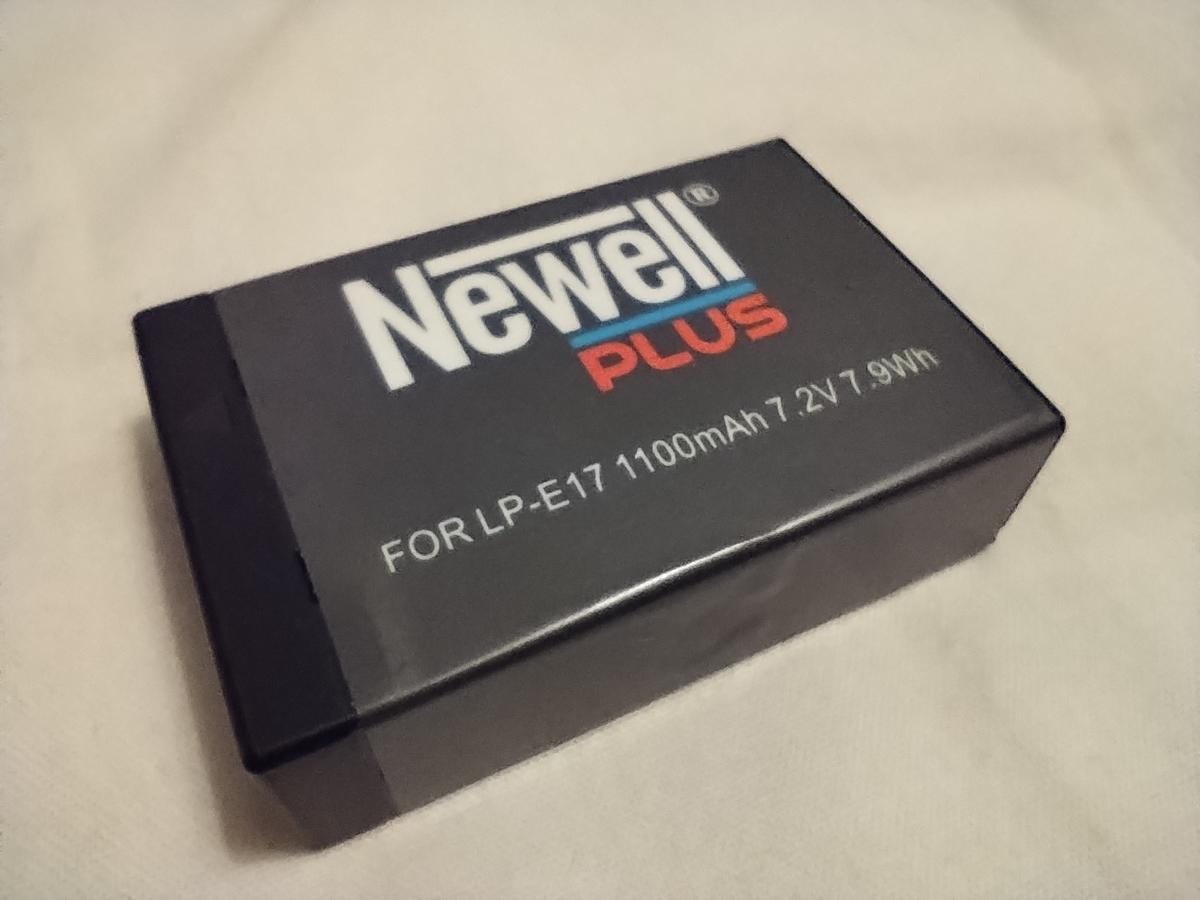 Newell®
PLUS
FOR LP-E17 1100mAh 7.2V 7.9Wh